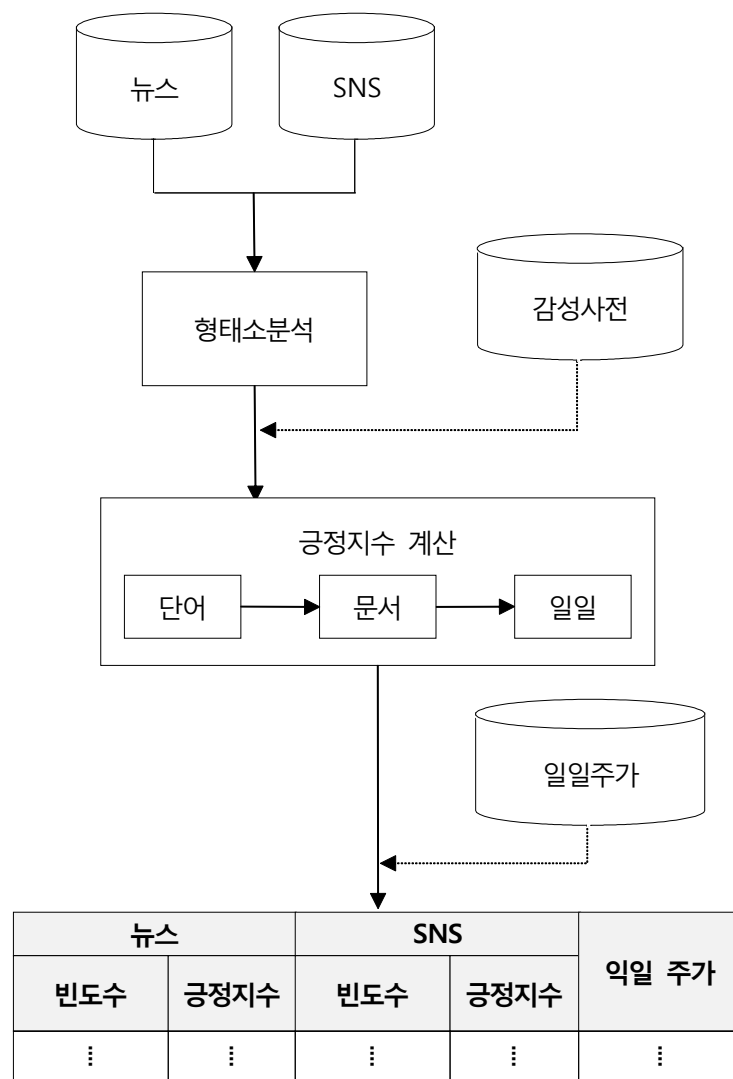 뉴스 SNS
형태소분석
감성사전
긍정지수 계산
단어 문서 일일
일일주가
뉴스 SNS 익일 주가
빈도수 긍정지수 빈도수 긍정지수
⁞ ⁞ ⁞ ⁞ ⁞